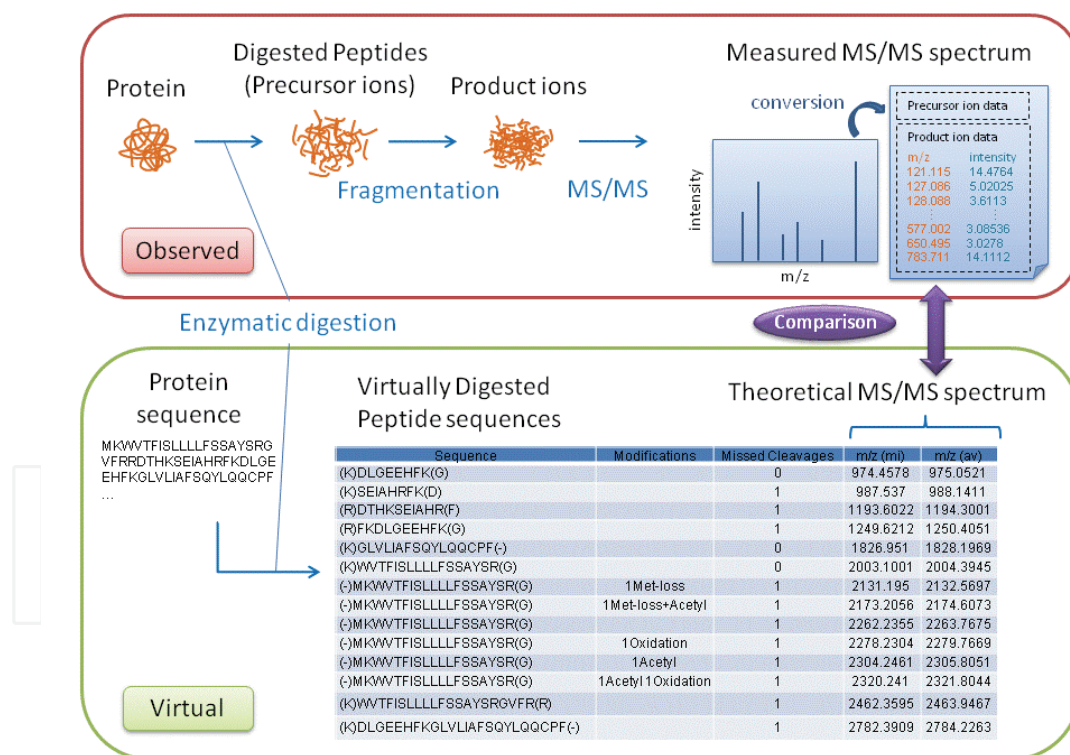 Protein
Digested Peptides
(Precursor ions)
Product ions
Fragmentation
MS/MS
Observed
Measured MS/MS spectrum
conversion
intensity
m/z
Precursor ion data
Product ion data
m/z intensity
121.115 14.4764
127.086 5.02025
128.088 3.6113
577.002 3.08536
650.495 3.0278
783.711 14.1112
Enzymatic digestion
Comparison
Protein
sequence
MKWVTFISLLLLFSSAYSRG
VFRRDTHKSEIAHRFKDLGE
EHFKGLVLIAFSQYLQQCPF
...
Virtually Digested
Peptide sequences
Theoretical MS/MS spectrum
Sequence Modifications Missed Cleavages m/z (mi) m/z (av)
(K)DLGEEHFK(G) 0 974.4578 975.0521
(K)SEIAHRFK(D) 1 987.537 988.1411
(R)DTHKSEIAHR(F) 1 1193.6022 1194.3001
(R)FKDLGEEHFK(G) 1 1249.6212 1250.4051
(K)GLVLIAFSQYLQQCPF(-) 0 1826.951 1828.1969
(K)WVTFISLLLLFSSAYSR(G) 0 2003.1001 2004.3945
(-)MKWVTFISLLLLFSSAYSR(G) 1Met-loss 1 2131.195 2132.5697
(-)MKWVTFISLLLLFSSAYSR(G) 1Met-loss+Acetyl 1 2173.2056 2174.6073
(-)MKWVTFISLLLLFSSAYSR(G) 1 2262.2355 2263.7675
(-)MKWVTFISLLLLFSSAYSR(G) 1Oxidation 1 2278.2304 2279.7669
(-)MKWVTFISLLLLFSSAYSR(G) 1Acetyl 1 2304.2461 2305.8051
(-)MKWVTFISLLLLFSSAYSR(G) 1Acetyl 1Oxidation 1 2320.241 2321.8044
(K)WVTFISLLLLFSSAYSRGVFR(R) 1 2462.3595 2463.9467
(K)DLGEEHFKGLVLIAFSQYLQQCPF(-) 1 2782.3909 2784.2263
Virtual